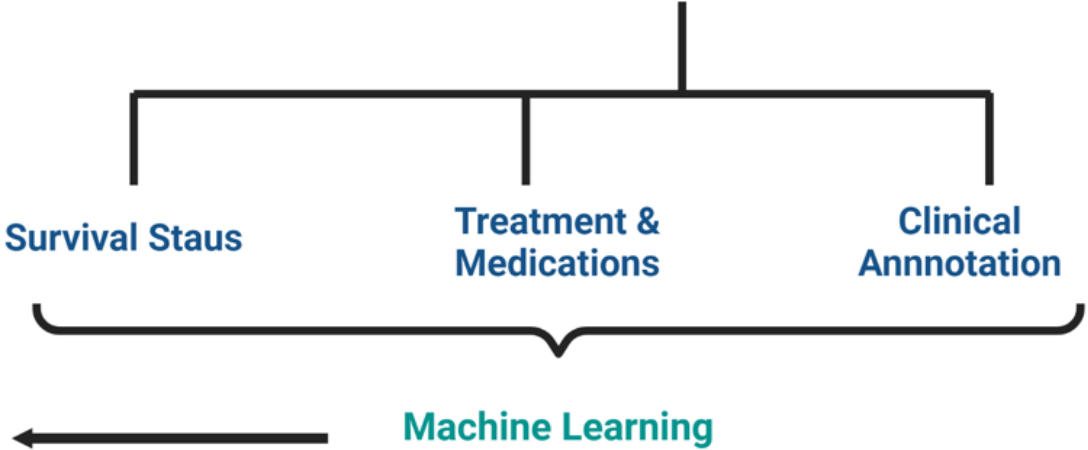 Survival Staus
Treatment &
Medications
Clinical
Annnotation
Machine Learning